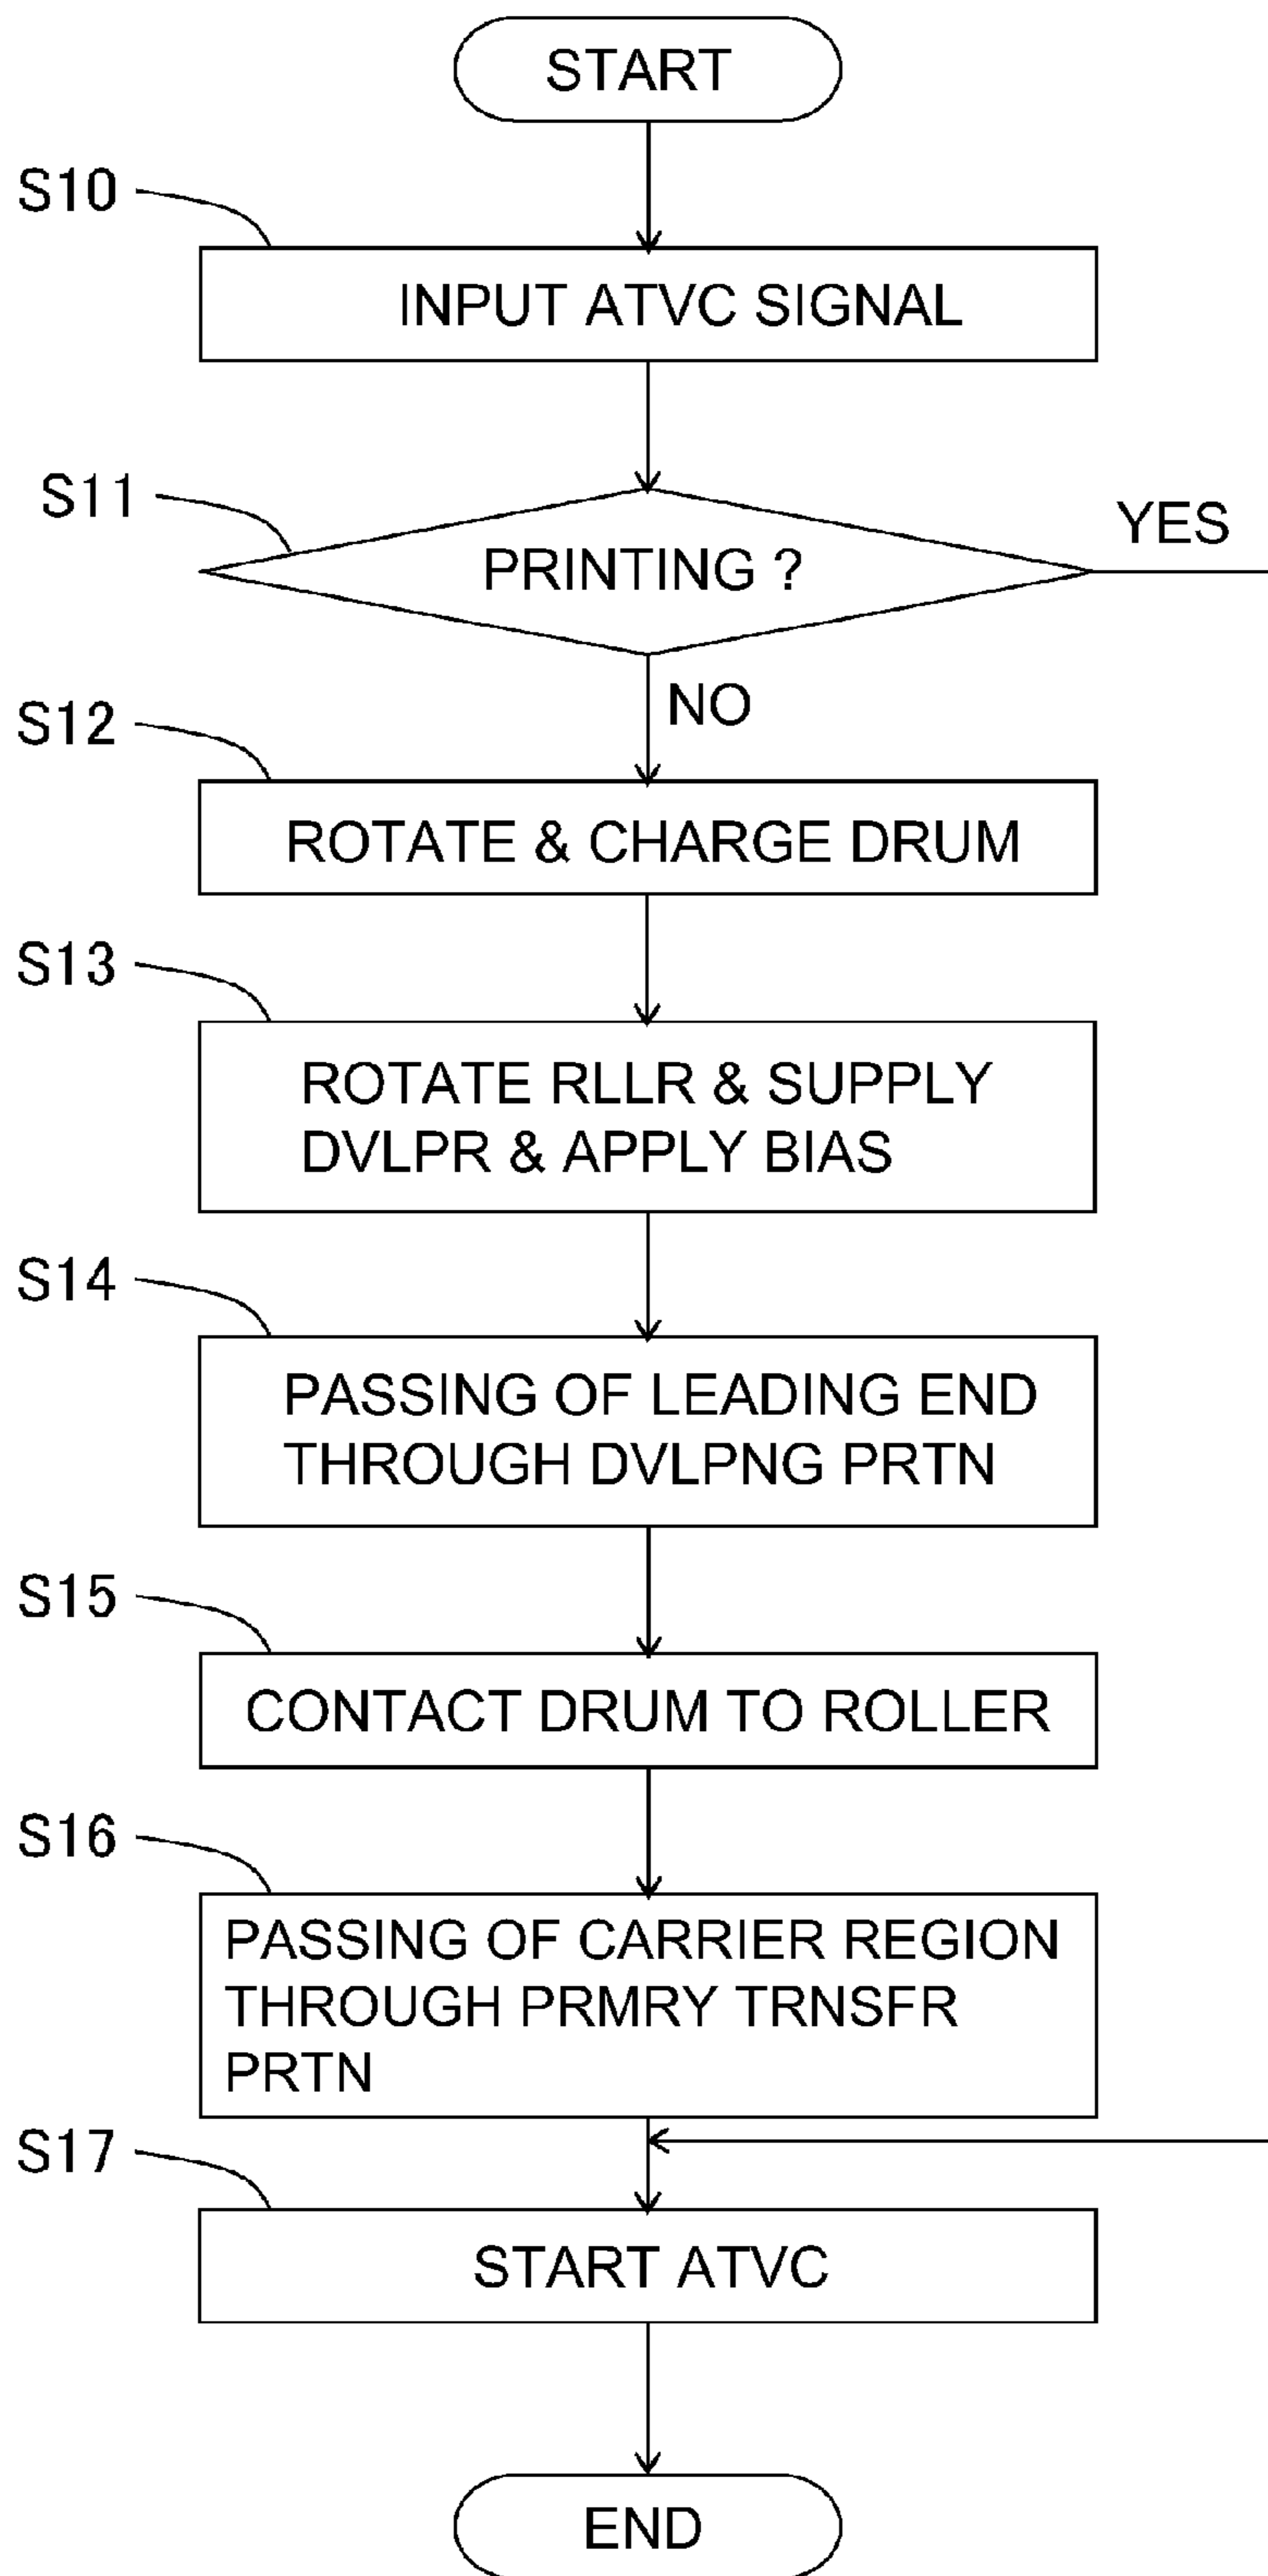 START
S10
INPUT ATVC SIGNAL
S11
PRINTING ?
YES
NO
S12
ROTATE & CHARGE DRUM
S13
ROTATE RLLR & SUPPLY
DVLPR & APPLY BIAS
S14
PASSING OF LEADING END
THROUGH DVLPNG PRTN
S15
CONTACT DRUM TO ROLLER
S16
PASSING OF CARRIER REGION
THROUGH PRMRY TRNSFR
PRTN
S17
START ATVC
END